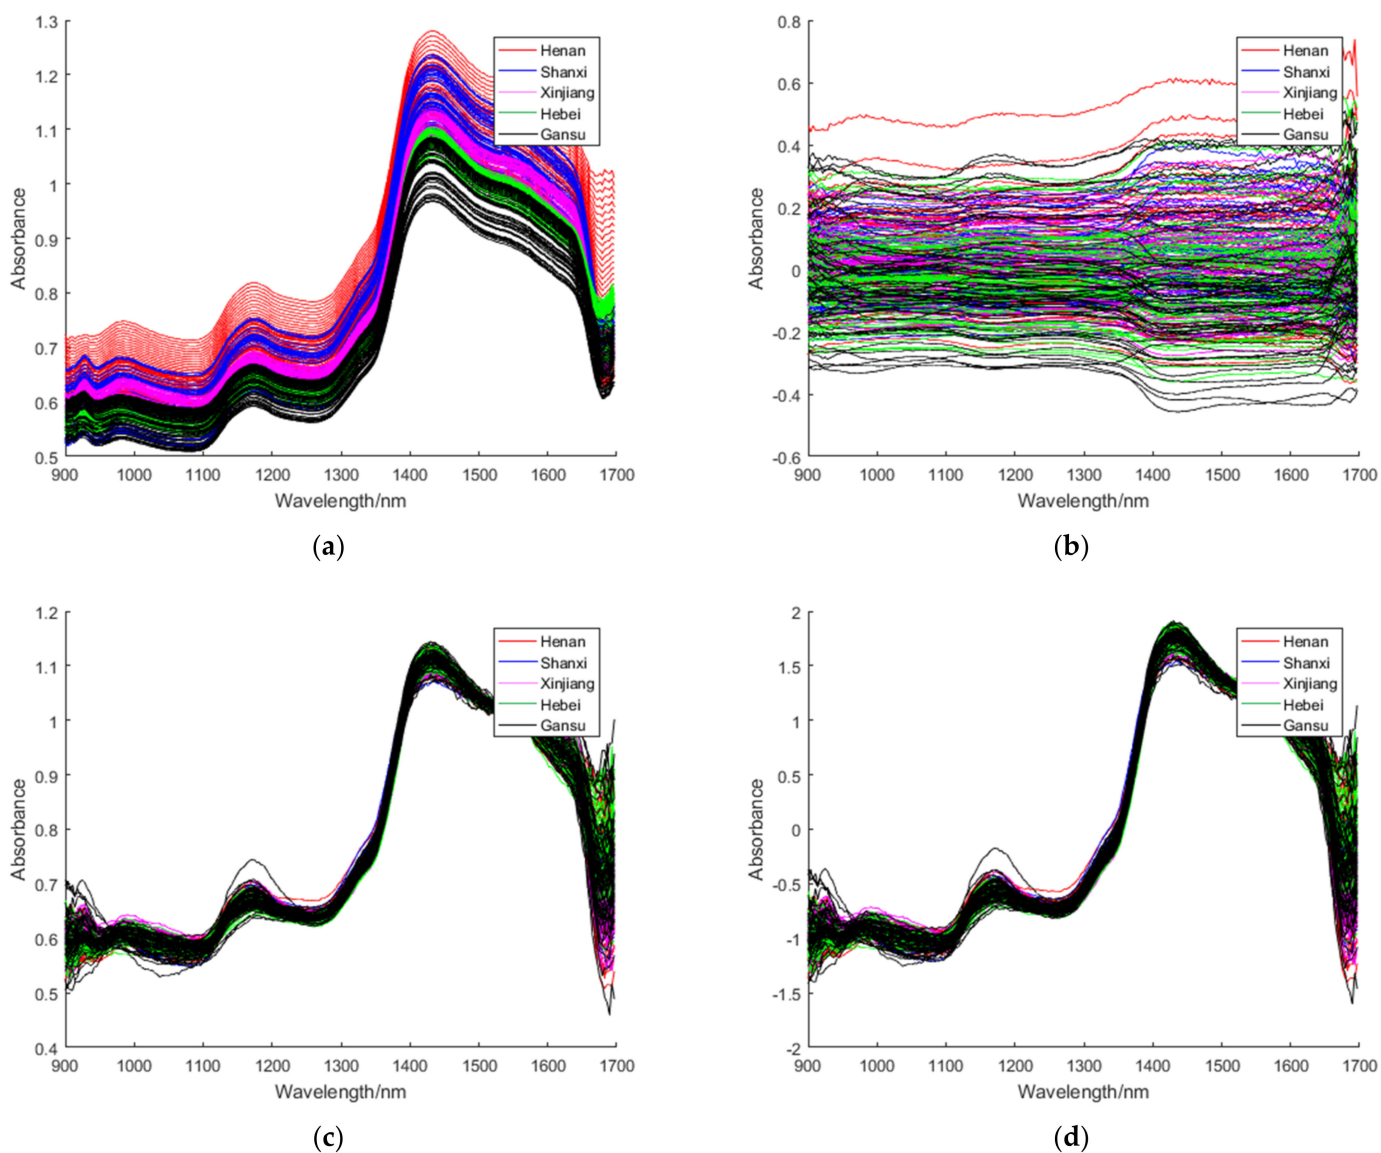 1.3
1.2
1.1
1
0.9
0.8
0.7
0.6
0.5
Absorbance
900 1000 1100 1200 1300 1400 1500 1600 1700
Wavelength/nm
Henan
Shanxi
Xinjiang
Hebei
Gansu
(a)
0.8
0.6
0.4
0.2
0
-0.2
-0.4
-0.6
Absorbance
900 1000 1100 1200 1300 1400 1500 1600 1700
Wavelength/nm
Henan
Shanxi
Xinjiang
Hebei
Gansu
(b)
1.2
1.1
1
0.9
0.8
0.7
0.6
0.5
0.4
Absorbance
900 1000 1100 1200 1300 1400 1500 1600 1700
Wavelength/nm
Henan
Shanxi
Xinjiang
Hebei
Gansu
(c)
2
1.5
1
0.5
0
-0.5
-1
-1.5
-2
Absorbance
900 1000 1100 1200 1300 1400 1500 1600 1700
Wavelength/nm
Henan
Shanxi
Xinjiang
Hebei
Gansu
(d)